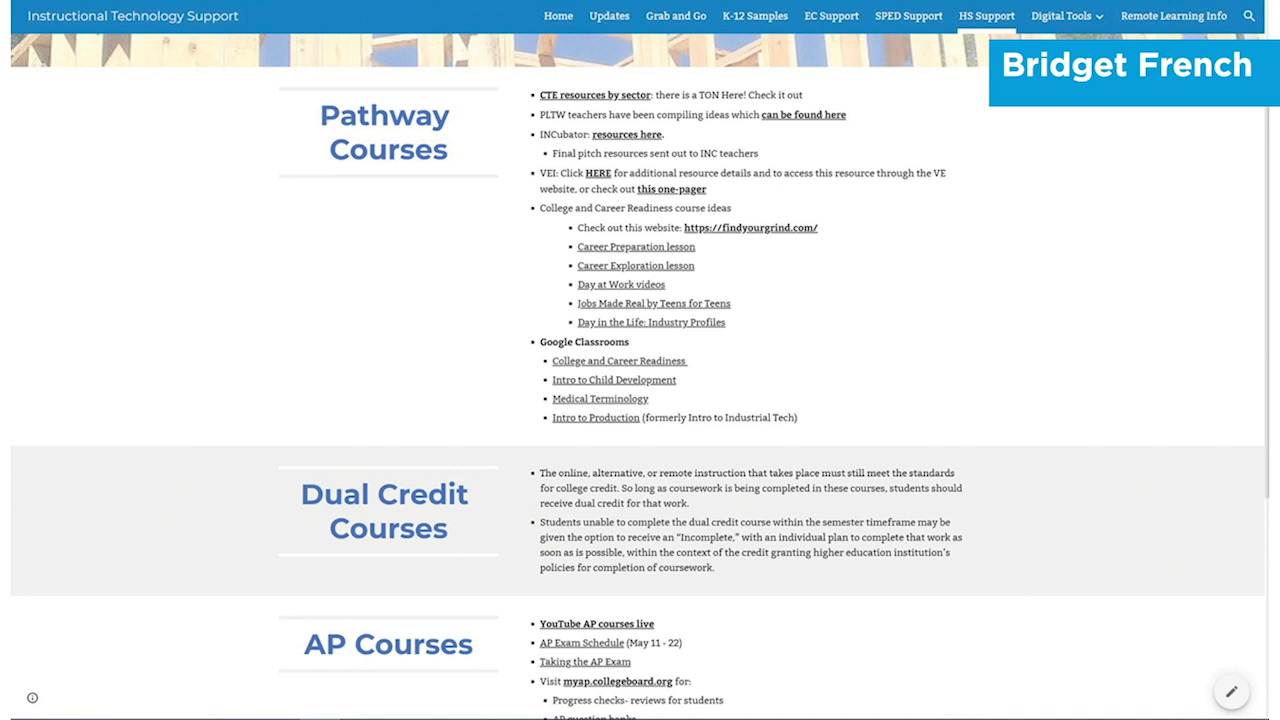 Instructional Technology Support
Home Updates Grab and Go K-12 Samples EC Support SPED Support HS Support Digital Tools Remote Learning Info
Bridget French
Pathway
Courses
CTE resources by sector: there is a TON Here! Check it out
PLTW teachers have been compiling ideas which can be found here
INCubator: resources here.
Final pitch resources sent out to INC teachers
VEI: Click HERE for additional resource details and to access this resource through the VE
website, or check out this one-pager
College and Career Readiness course ideas
Check out this website: https://findyourgrind.com/
Career Preparation lesson
Career Exploration lesson
Day at Work videos
Jobs Made Real by Teens for Teens
Day in the Life: Industry Profiles
Google Classrooms
College and Career Readiness
Intro to Child Development
Medical Terminology
Intro to Production (formerly Intro to Industrial Tech)
Dual Credit
Courses
The online, alternative, or remote instruction that takes place must still meet the standards
for college credit. So long as coursework is being completed in these courses, students should
receive dual credit for that work.
Students unable to complete the dual credit course within the semester timeframe may be
given the option to receive an “Incomplete,” with an individual plan to complete that work as
soon as is possible, within the context of the credit granting higher education institution’s
policies for completion of coursework.
AP Courses
YouTube AP courses live
AP Exam Schedule (May 11 - 22)
Taking the AP Exam
Visit myap.collegeboard.org for:
Progress checks- reviews for students
AP question banks